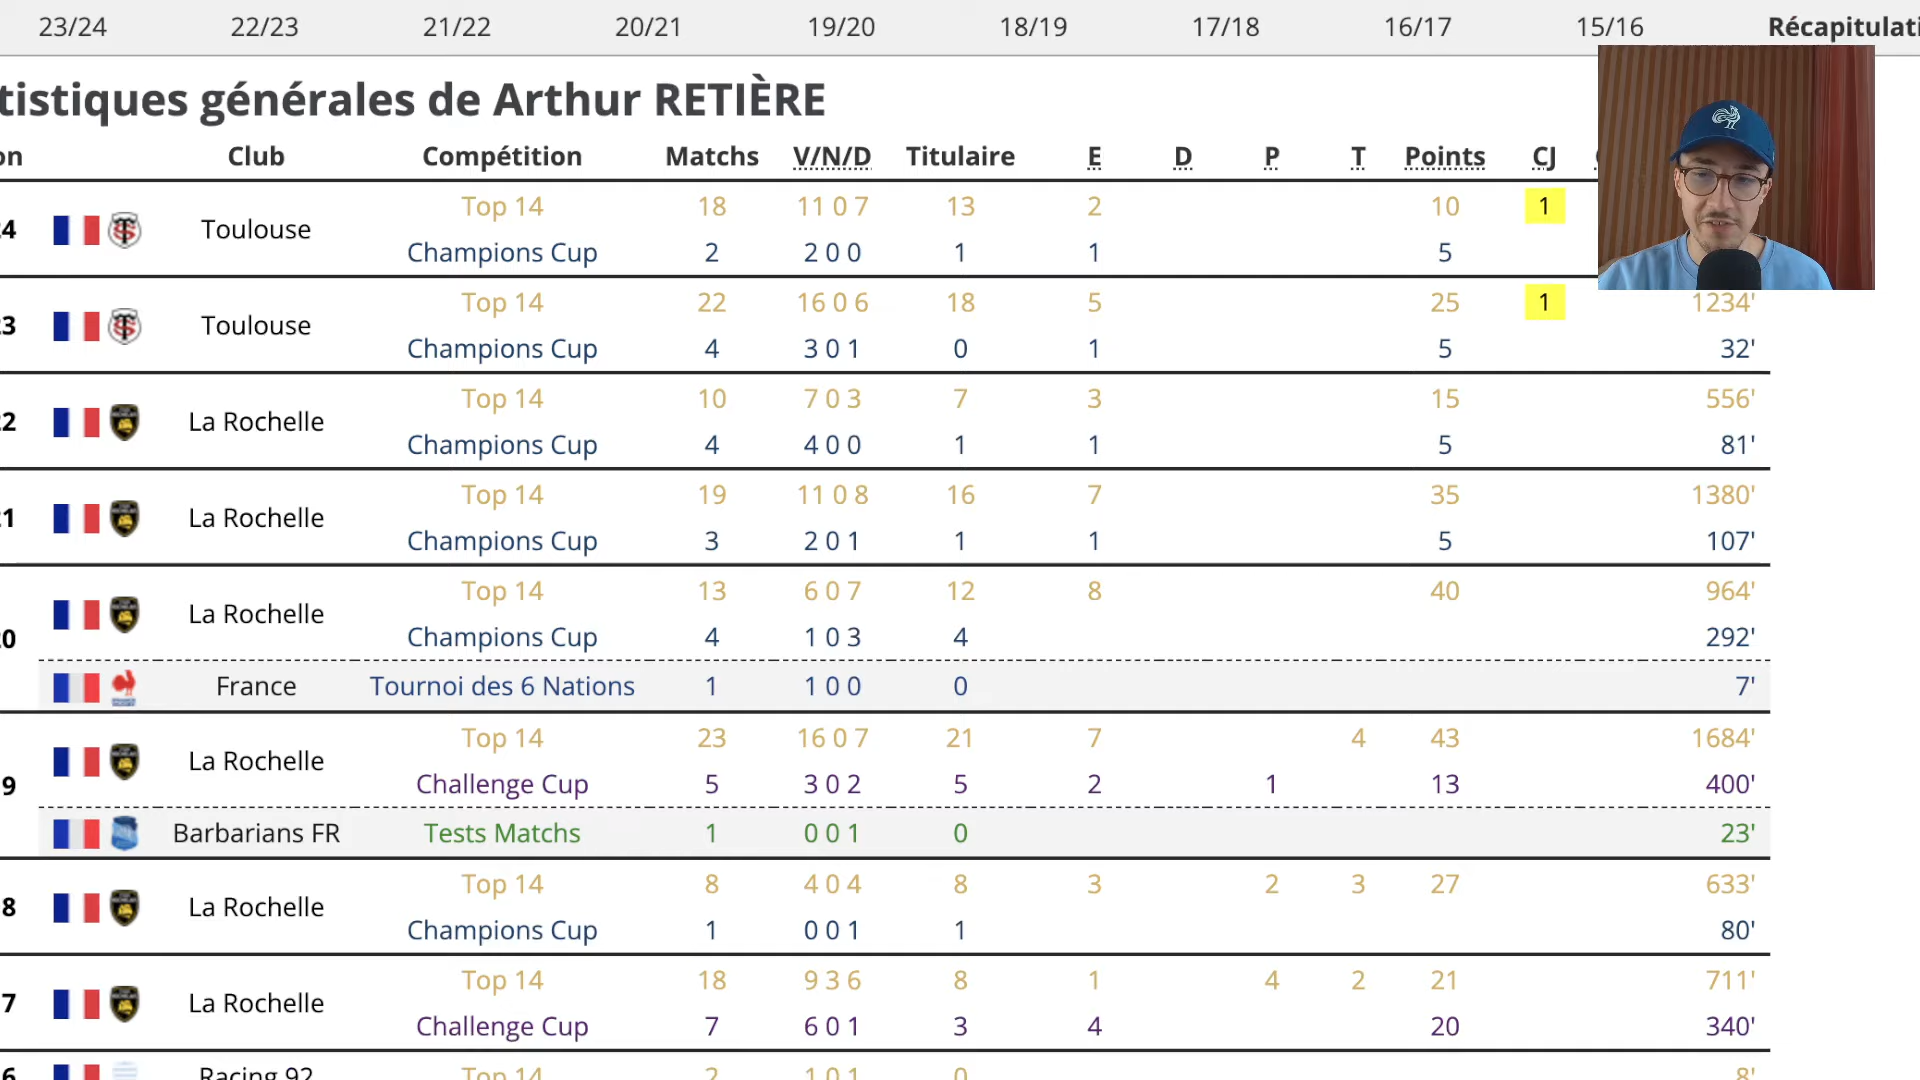 23/24 22/23 21/22 20/21 19/20 18/19 17/18 16/17 15/16 Récapitulati
tistiques générales de Arthur RETIÈRE
on Club Compétition Matchs V/N/D Titulaire E D P T Points CJ
24 Toulouse Top 14 18 11 0 7 13 2 10 1
Champions Cup 2 2 0 0 1 1 5
23 Toulouse Top 14 22 16 0 6 18 5 25 1 1234'
Champions Cup 4 3 0 1 0 1 5 32'
22 La Rochelle Top 14 10 7 0 3 7 3 15 556'
Champions Cup 4 4 0 0 1 1 5 81'
21 La Rochelle Top 14 19 11 0 8 16 7 35 1380'
Champions Cup 3 2 0 1 1 1 5 107'
20 La Rochelle Top 14 13 6 0 7 12 8 40 964'
Champions Cup 4 1 0 3 4 292'
France Tournoi des 6 Nations 1 1 0 0 0 7'
9 La Rochelle Top 14 23 16 0 7 21 7 4 43 1684'
Challenge Cup 5 3 0 2 5 2 1 13 400'
Barbarians FR Tests Matchs 1 0 0 1 0 23'
8 La Rochelle Top 14 8 4 0 4 8 3 2 3 27 633'
Champions Cup 1 0 0 1 1 80'
7 La Rochelle Top 14 18 9 3 6 8 1 4 2 21 711'
Challenge Cup 7 6 0 1 3 4 20 340'
6 Racing 92 Top 14 2 1 0 1 0 8'